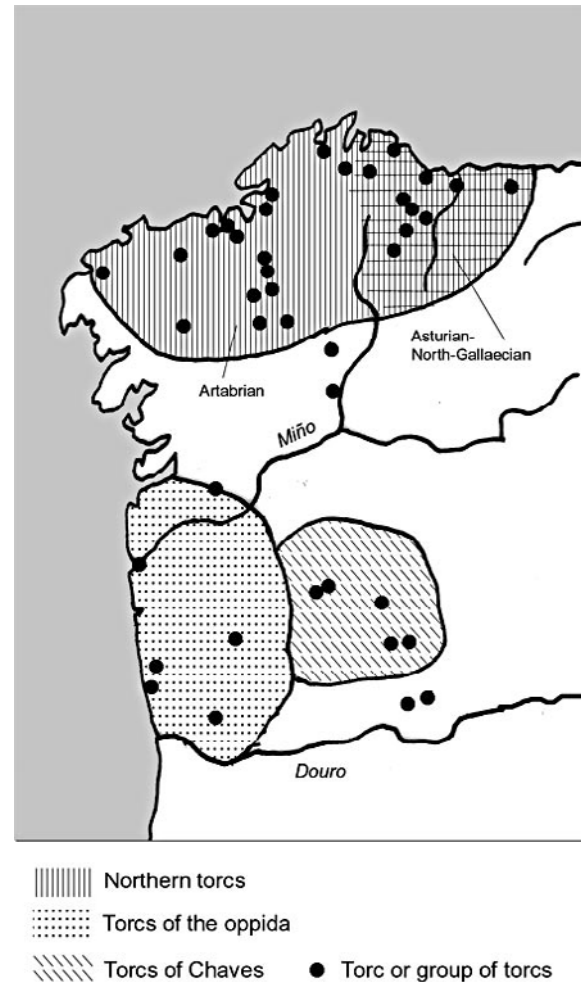 Asturian-
North-Gallaecian
Artabrian
Miño
Douro
Northern torcs
Torcs of the oppida
Torcs of Chaves
Torc or group of torcs